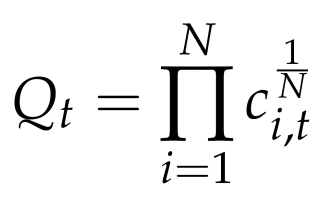 $Q_t = \prod_{i=1}^{N} c_{i,t}^{\frac{1}{N}}$